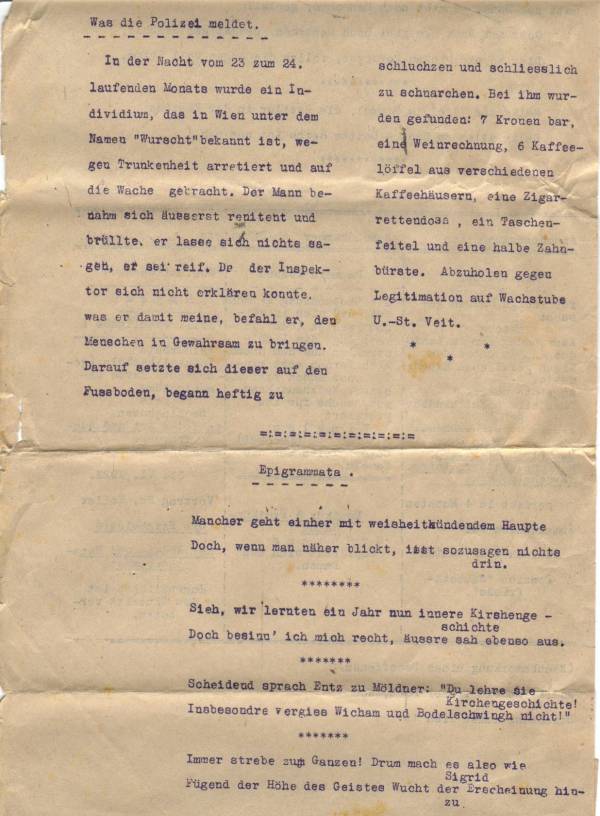 Was die Polizei meldet.
In der Nacht vom 23 zum 24.
laufenden Monats wurde ein In-
dividium, das in Wien unter dem
Namen "Wurscht" bekannt ist, we-
gen Trunkenheit arretiert und auf
die Wache gebracht. Der Mann be-
nahm sich äusserst renitent und
brüllte, er lasse sich nichts sa-
gen, er sei reif. Da der Inspek-
tor sich nicht erklären konnte,
was er damit meine, befahl er, den
Menschen in Gewahrsam zu bringen.
Darauf setzte sich dieser auf den
Fussboden, begann heftig zu
schluchzen und schliesslich
zu schnarchen. Bei ihm wur-
den gefunden: 7 Kronen bar,
eine Weinrechnung, 6 Kaffee-
löffel aus verschiedenen
Kaffeehäusern, eine Zigar-
rettendosa , ein Taschen-
feitel und eine halbe Zahn-
bürste. Abzuholen gegen
Legitimation auf Wachstube
U.-St. Veit.
* *
*
=:=:=:=:=:=:=:=:=:=:=
Epigrammata .
Mancher geht einher mit weisheitkündendem Haupte
Doch, wenn man näher blickt, isst sozusagen nichts
drin.
********
Sieh, wir lernten ein Jahr nun innere Kirshenge -
schichte
Doch besinn' ich mich recht, äussre sah ebenso aus.
*******
Scheidend sprach Entz zu Möldner: "Du lehre sie
Kirchengeschichte!
Insbesondre vergiss Wicham und Bodelschwingh nicht!"
*******
Immer strebe zum Ganzen! Drum mach es also wie
Sigrid
Fügend der Höhe des Geistes Wucht der Erscheinung hin-
zu